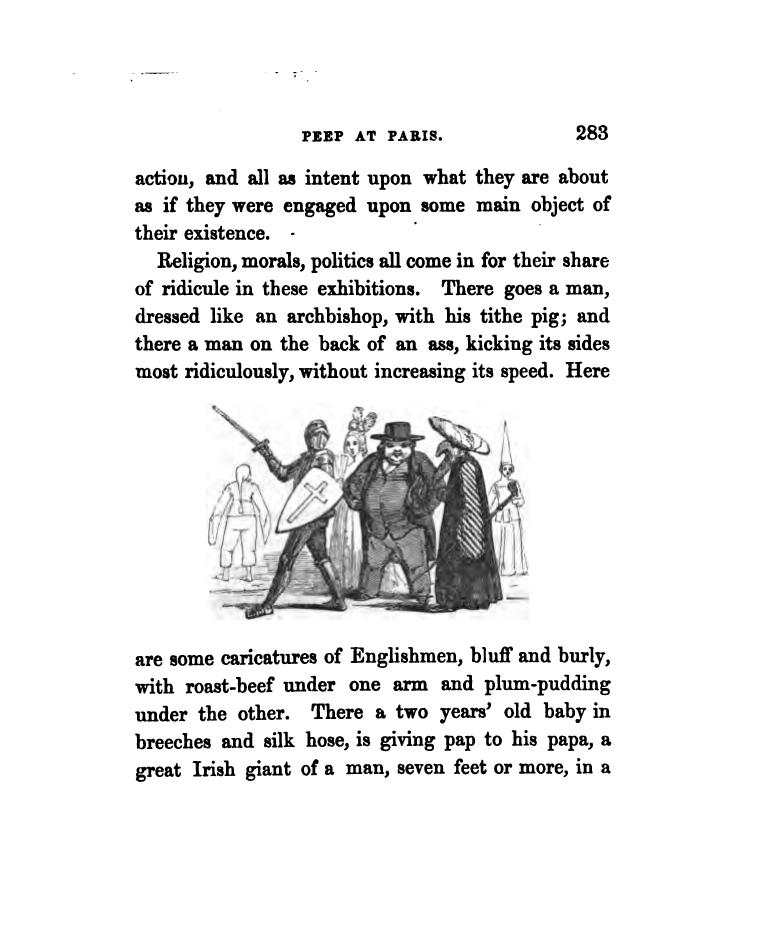 PEEP AT PARIS. 283
action, and all as intent upon what they are about
as if they were engaged upon some main object of
their existence.
Religion, morals, politics all come in for their share
of ridicule in these exhibitions. There goes a man,
dressed like an archbishop, with his tithe pig; and
there a man on the back of an ass, kicking its sides
most ridiculously, without increasing its speed. Here
are some caricatures of Englishmen, bluff and burly,
with roast-beef under one arm and plum-pudding
under the other. There a two years' old baby in
breeches and silk hose, is giving pap to his papa, a
great Irish giant of a man, seven feet or more, in a